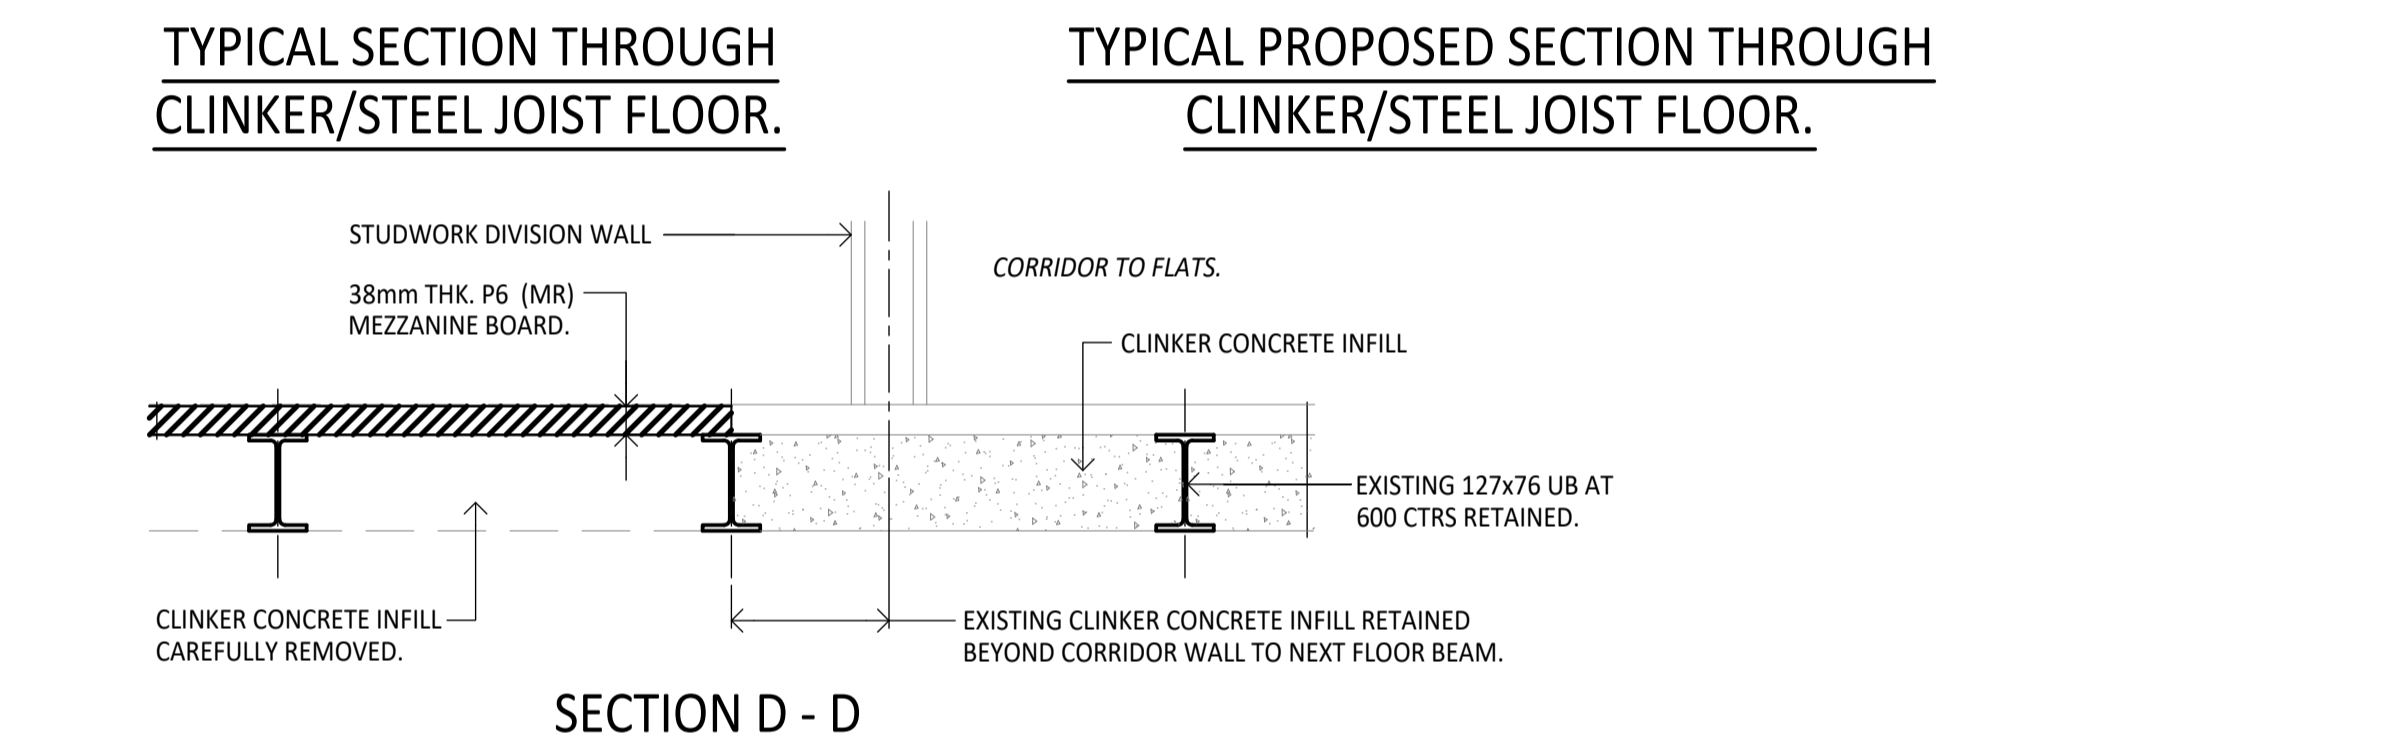 TYPICAL SECTION THROUGH
CLINKER/STEEL JOIST FLOOR.
TYPICAL PROPOSED SECTION THROUGH
CLINKER/STEEL JOIST FLOOR.
STUDWORK DIVISION WALL
38mm THK. P6 (MR)
MEZZANINE BOARD.
CORRIDOR TO FLATS.
CLINKER CONCRETE INFILL
EXISTING 127x76 UB AT
600 CTRS RETAINED.
CLINKER CONCRETE INFILL
CAREFULLY REMOVED.
EXISTING CLINKER CONCRETE INFILL RETAINED
BEYOND CORRIDOR WALL TO NEXT FLOOR BEAM.
SECTION D - D